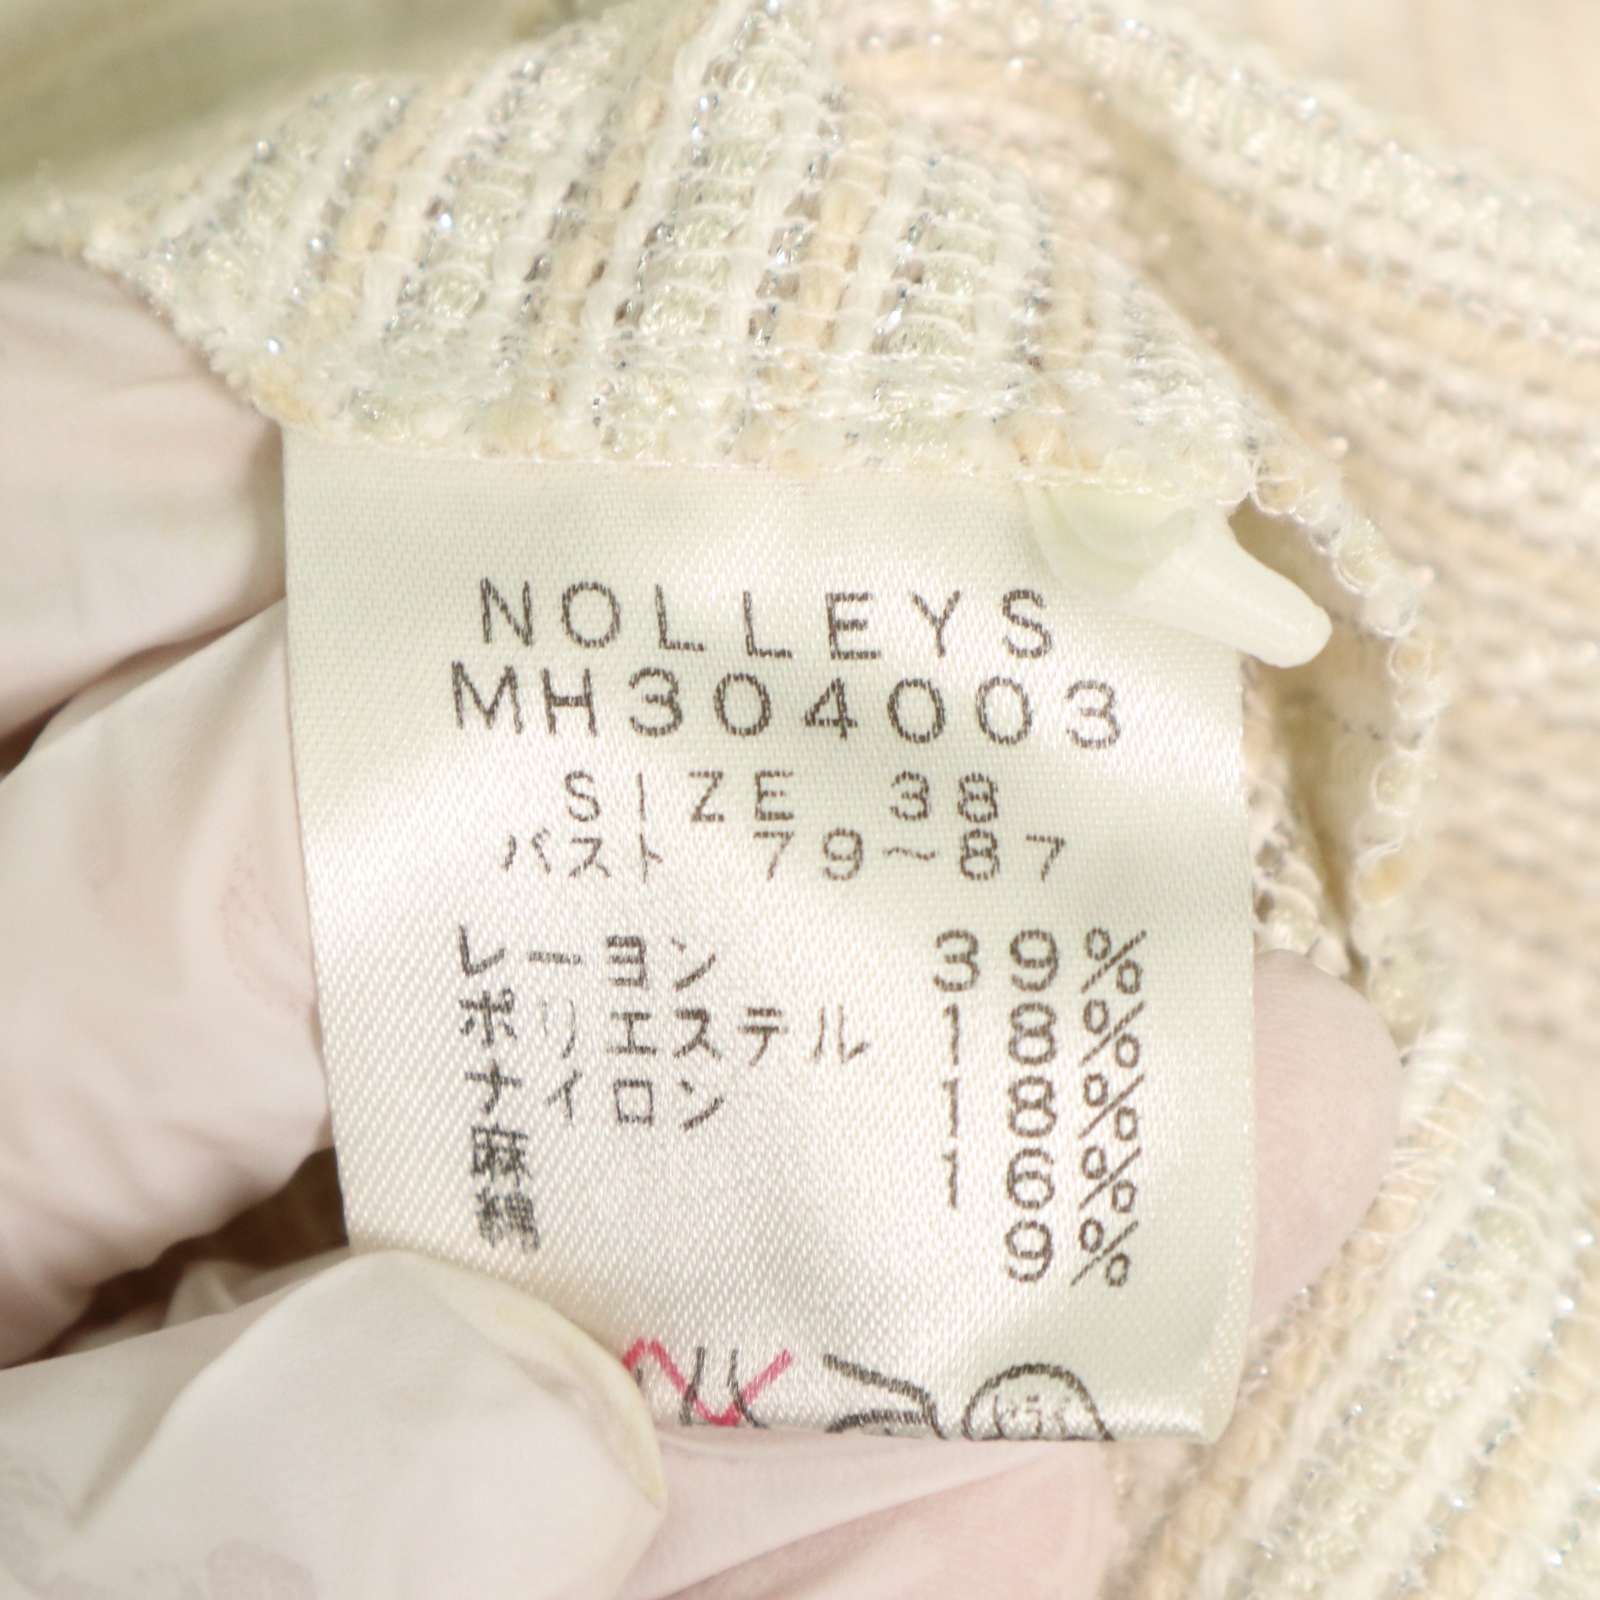 NOLLEYS
MH304003
SIZE 38
バスト 79～87
レーヨン 39%
ポリエステル 18%
ナイロン 18%
麻 16%
綿 9%